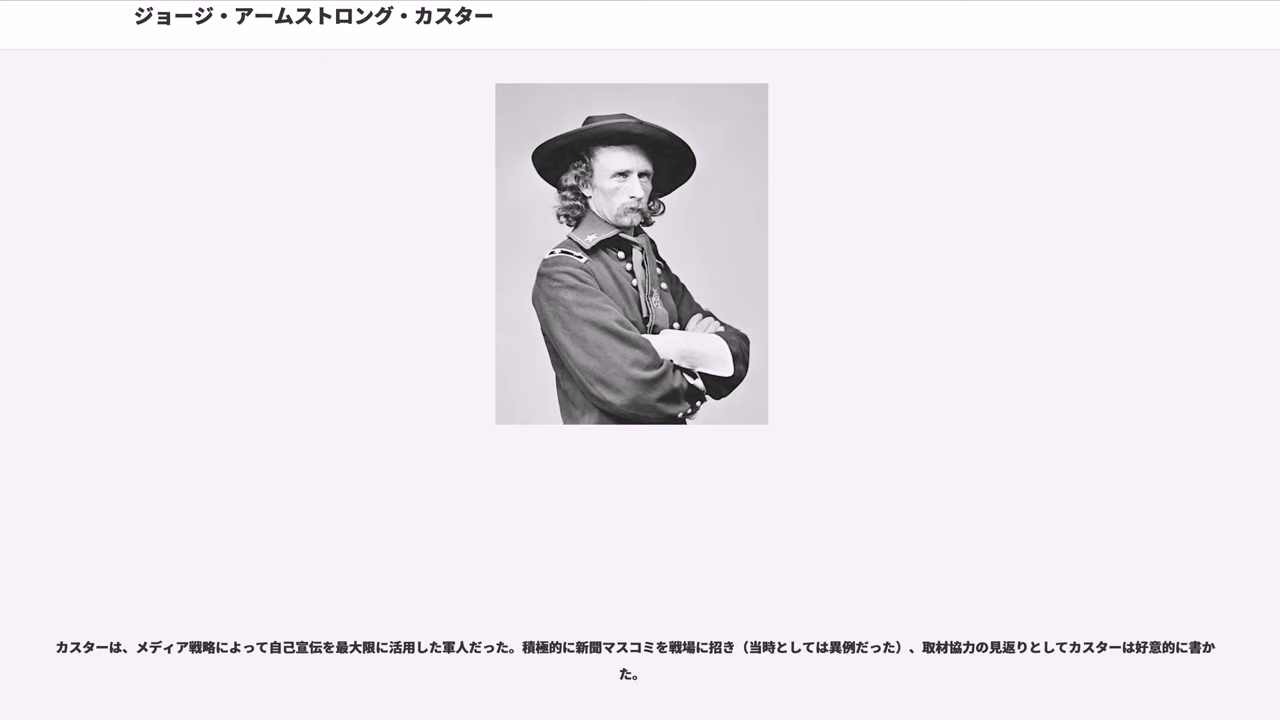 ジョージ・アームストロング・カスター
カスターは、メディア戦略によって自己宣伝を最大限に活用した軍人だった。積極的に新聞マスコミを戦場に招き（当時としては異例だった）、取材協力の見返りとしてカスターは好意的に書か
た。